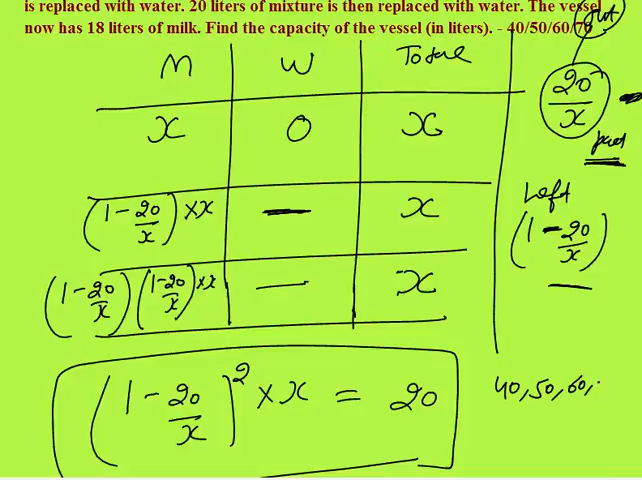 is replaced with water. 20 liters of mixture is then replaced with water. The vessel
now has 18 liters of milk. Find the capacity of the vessel (in liters). - 40/50/60/70
M W Total
x 0 x
20/x
part
(1 - 20/x) × x — x
Left
(1 - 20/x)
(1 - 20/x) (1 - 20/x) × x — x
(1 - 20/x)² × x = 20
40, 50, 60,